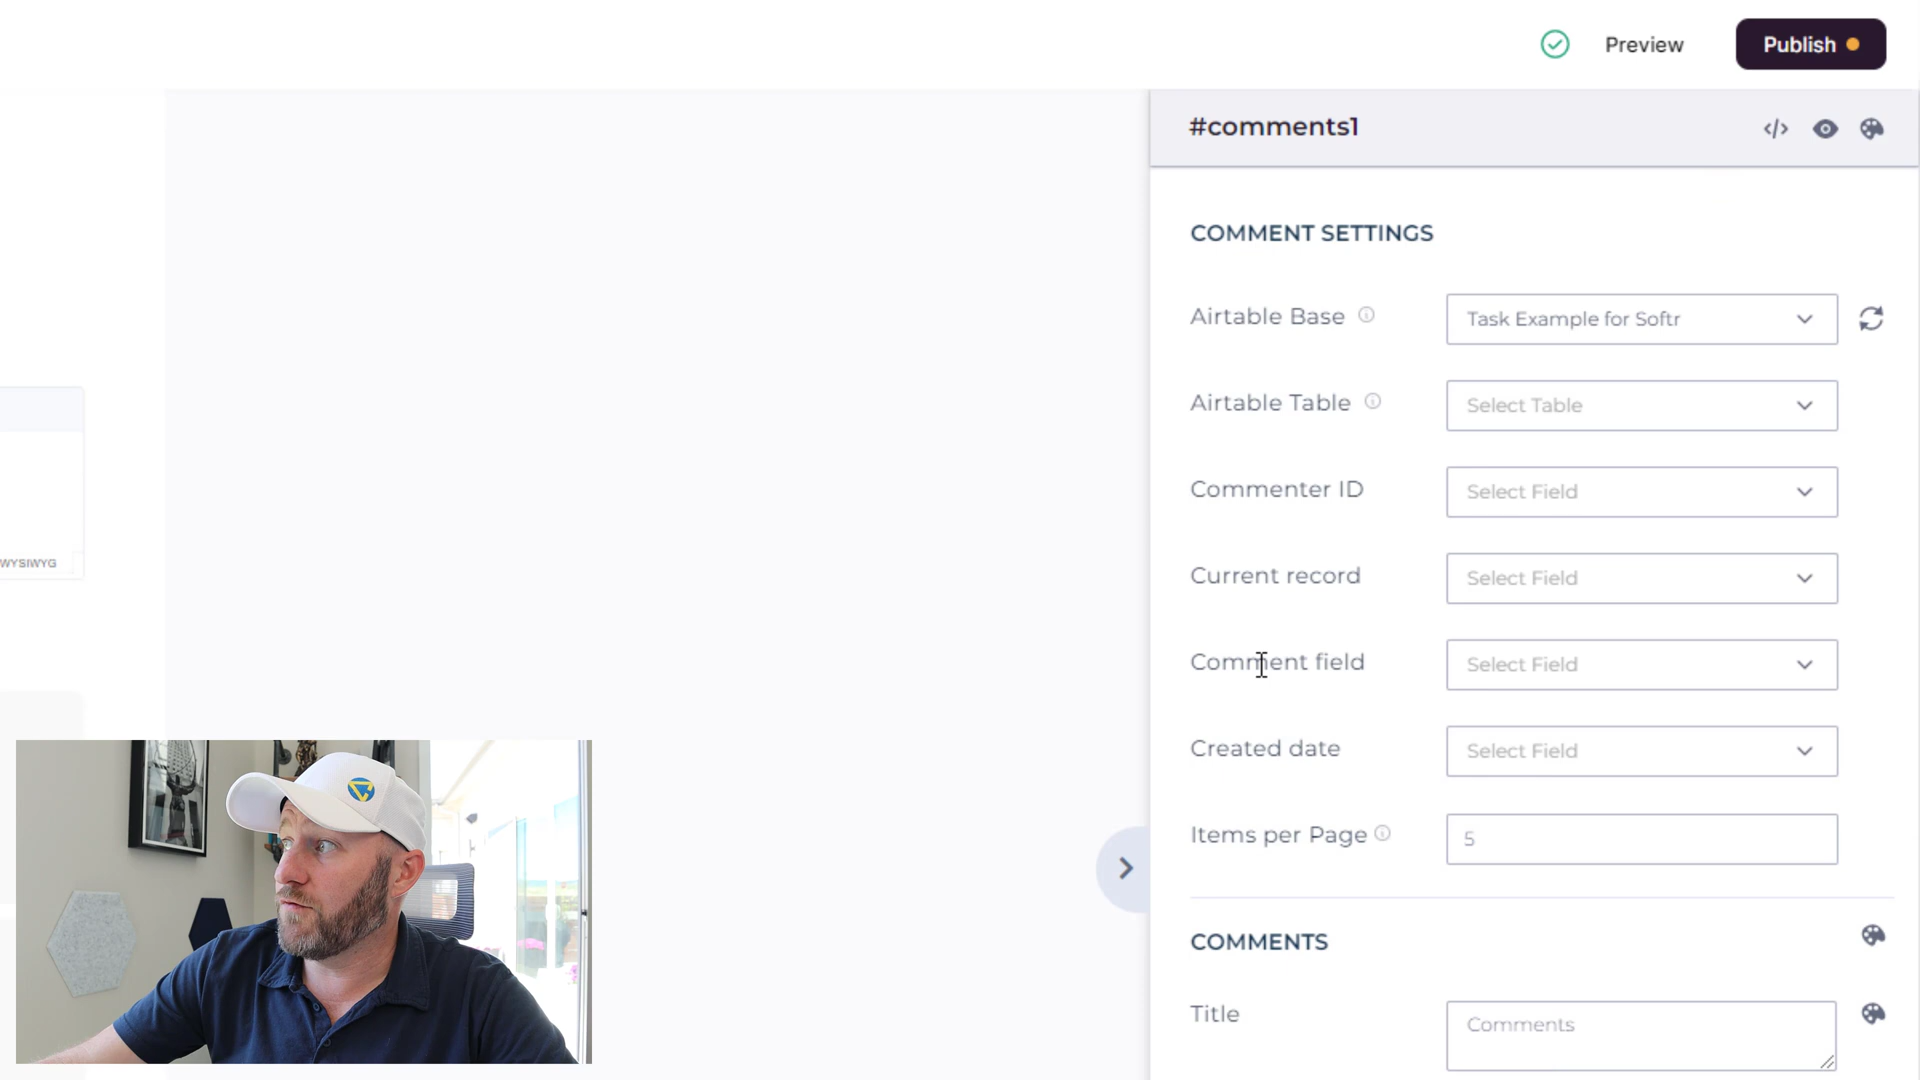 Preview
Publish
#comments1
COMMENT SETTINGS
Airtable Base
Task Example for Softr
Airtable Table
Select Table
Commenter ID
Select Field
Current record
Select Field
Comment field
Select Field
Created date
Select Field
Items per Page
5
COMMENTS
Title
Comments
WYSIWYG